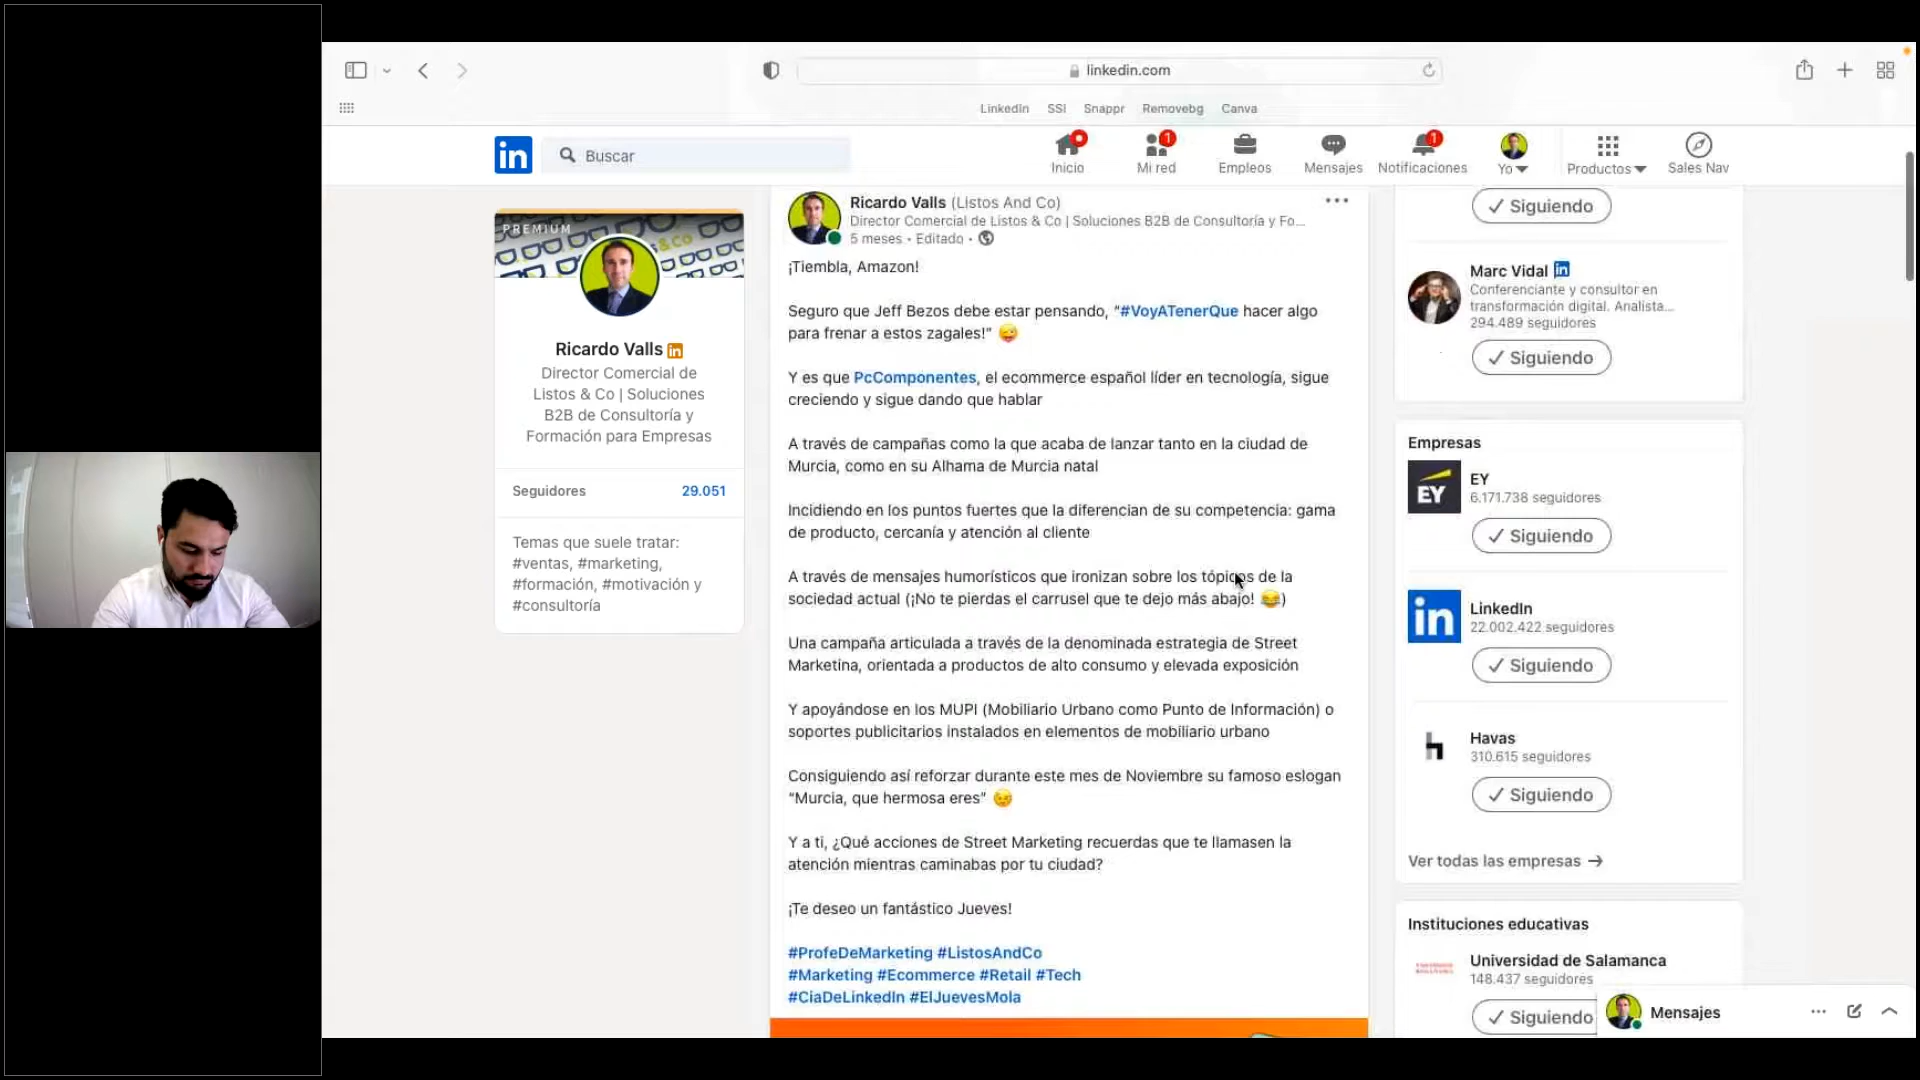 linkedin.com
LinkedIn SSI Snappr Removebg Canva
in Buscar
Inicio Mi red Empleos Mensajes Notificaciones Yo Productos Sales Nav
1
1
PREMIUM
&Co
Ricardo Valls in
Director Comercial de
Listos & Co | Soluciones
B2B de Consultoría y
Formación para Empresas
Seguidores 29.051
Temas que suele tratar:
#ventas, #marketing,
#formación, #motivación y
#consultoría
Ricardo Valls (Listos And Co)
Director Comercial de Listos & Co | Soluciones B2B de Consultoría y Fo...
5 meses • Editado •
¡Tiembla, Amazon!
Seguro que Jeff Bezos debe estar pensando, “#VoyATenerQue hacer algo
para frenar a estos zagales!” 😜
Y es que PcComponentes, el ecommerce español líder en tecnología, sigue
creciendo y sigue dando que hablar
A través de campañas como la que acaba de lanzar tanto en la ciudad de
Murcia, como en su Alhama de Murcia natal
Incidiendo en los puntos fuertes que la diferencian de su competencia: gama
de producto, cercanía y atención al cliente
A través de mensajes humorísticos que ironizan sobre los tópicos de la
sociedad actual (¡No te pierdas el carrusel que te dejo más abajo! 😂)
Una campaña articulada a través de la denominada estrategia de Street
Marketina, orientada a productos de alto consumo y elevada exposición
Y apoyándose en los MUPI (Mobiliario Urbano como Punto de Información) o
soportes publicitarios instalados en elementos de mobiliario urbano
Consiguiendo así reforzar durante este mes de Noviembre su famoso eslogan
“Murcia, que hermosa eres” 😉
Y a ti, ¿Qué acciones de Street Marketing recuerdas que te llamasen la
atención mientras caminabas por tu ciudad?
¡Te deseo un fantástico Jueves!
#ProfeDeMarketing #ListosAndCo
#Marketing #Ecommerce #Retail #Tech
#CiaDeLinkedIn #ElJuevesMola
Siguiendo
Marc Vidal in
Conferenciante y consultor en
transformación digital. Analista...
294.489 seguidores
Siguiendo
Empresas
EY
EY
6.171.738 seguidores
Siguiendo
in
LinkedIn
22.002.422 seguidores
Siguiendo
h
Havas
310.615 seguidores
Siguiendo
Ver todas las empresas →
Instituciones educativas
Universidad de Salamanca
148.437 seguidores
Siguiendo
Mensajes